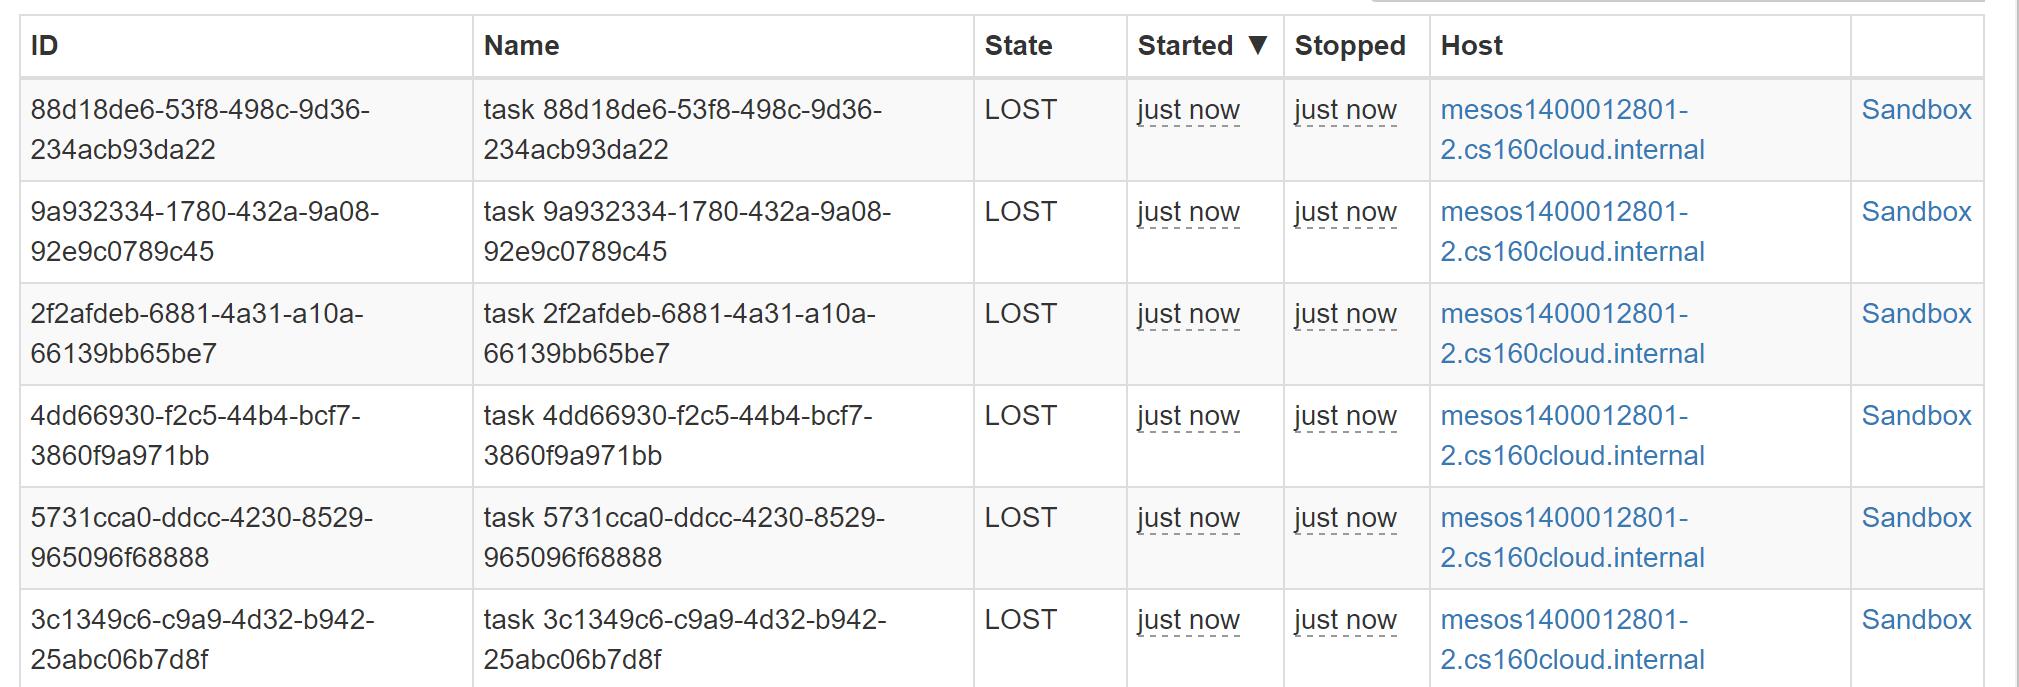 ID Name State Started ▼ Stopped Host
88d18de6-53f8-498c-9d36- task 88d18de6-53f8-498c-9d36- LOST just now just now mesos1400012801- Sandbox
234acb93da22 234acb93da22 2.cs160cloud.internal
9a932334-1780-432a-9a08- task 9a932334-1780-432a-9a08- LOST just now just now mesos1400012801- Sandbox
92e9c0789c45 92e9c0789c45 2.cs160cloud.internal
2f2afdeb-6881-4a31-a10a- task 2f2afdeb-6881-4a31-a10a- LOST just now just now mesos1400012801- Sandbox
66139bb65be7 66139bb65be7 2.cs160cloud.internal
4dd66930-f2c5-44b4-bcf7- task 4dd66930-f2c5-44b4-bcf7- LOST just now just now mesos1400012801- Sandbox
3860f9a971bb 3860f9a971bb 2.cs160cloud.internal
5731cca0-ddcc-4230-8529- task 5731cca0-ddcc-4230-8529- LOST just now just now mesos1400012801- Sandbox
965096f68888 965096f68888 2.cs160cloud.internal
3c1349c6-c9a9-4d32-b942- task 3c1349c6-c9a9-4d32-b942- LOST just now just now mesos1400012801- Sandbox
25abc06b7d8f 25abc06b7d8f 2.cs160cloud.internal